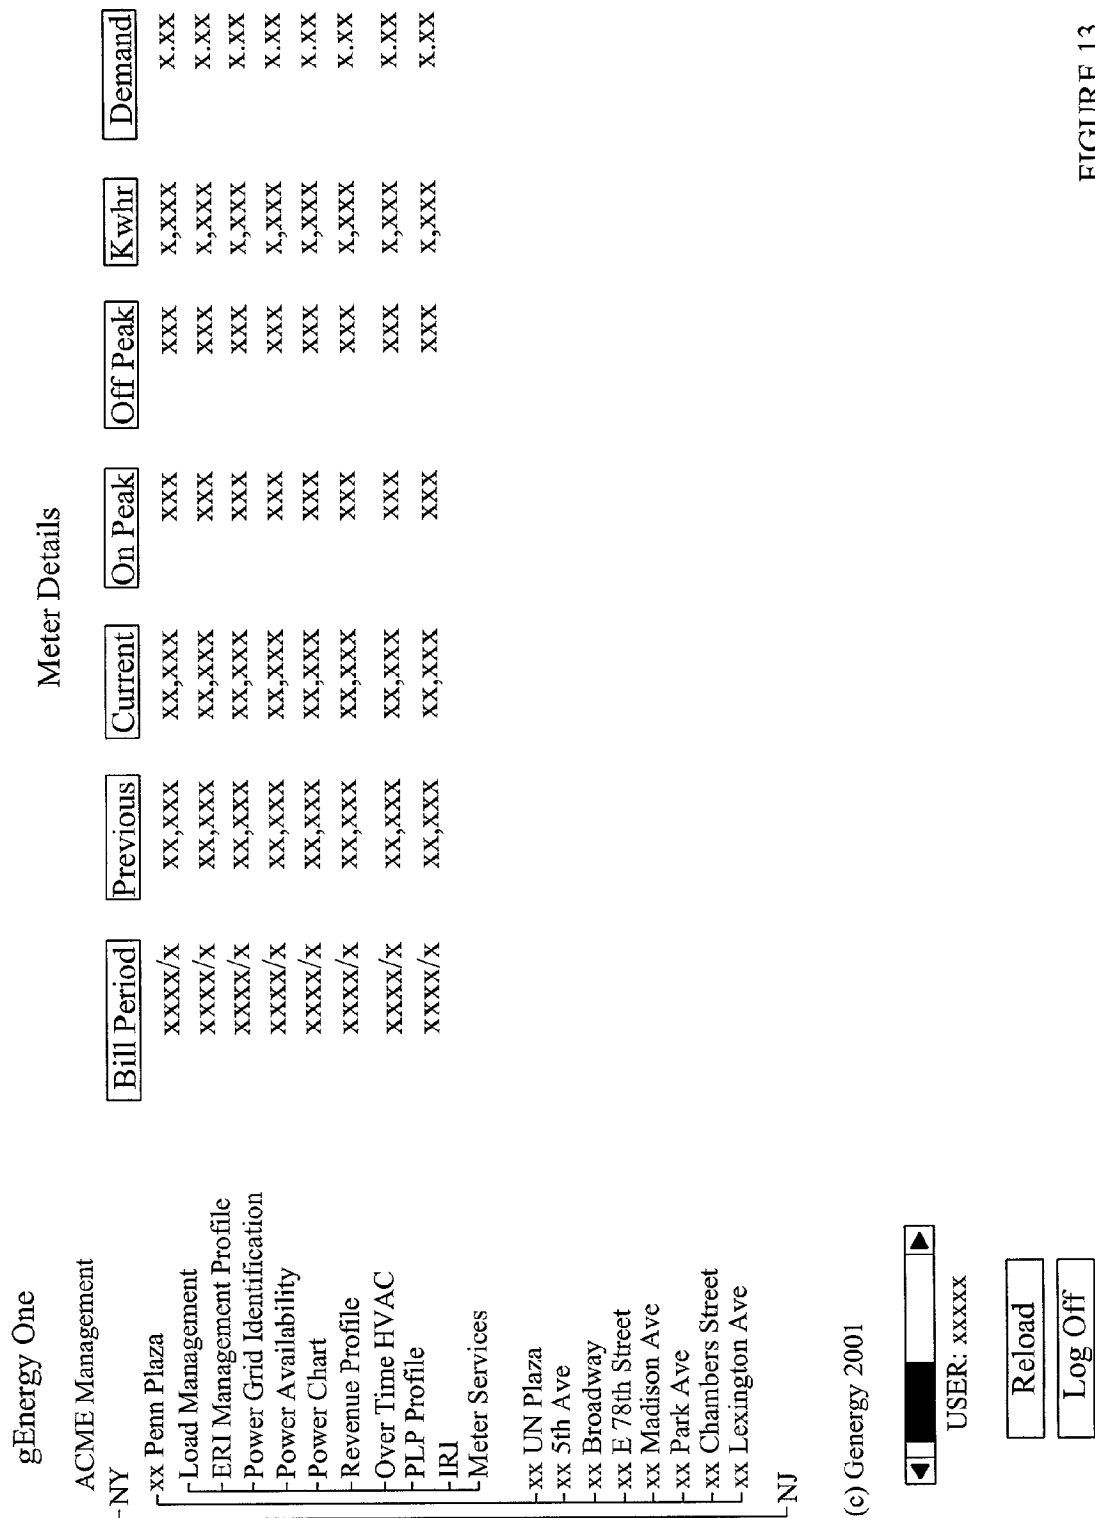 gEnergy One
ACME Management
NY
xx Penn Plaza
Load Management
ERI Management Profile
Power Grid Identification
Power Availability
Power Chart
Revenue Profile
Over Time HVAC
PLP Profile
IRJ
Meter Services
xx UN Plaza
xx 5th Ave
xx Broadway
xx E 78th Street
xx Madison Ave
xx Park Ave
xx Chambers Street
xx Lexington Ave
NJ
(c) Genergy 2001
USER: xxxxx
Reload
Log Off
Meter Details
Bill Period Previous Current On Peak Off Peak Kwhr Demand
xxxx/x xx,xxx xx,xxx xxx xxx x,xxx x.xx
xxxx/x xx,xxx xx,xxx xxx xxx x,xxx x.xx
xxxx/x xx,xxx xx,xxx xxx xxx x,xxx x.xx
xxxx/x xx,xxx xx,xxx xxx xxx x,xxx x.xx
xxxx/x xx,xxx xx,xxx xxx xxx x,xxx x.xx
xxxx/x xx,xxx xx,xxx xxx xxx x,xxx x.xx
xxxx/x xx,xxx xx,xxx xxx xxx x,xxx x.xx
xxxx/x xx,xxx xx,xxx xxx xxx x,xxx x.xx
FIGURE 13